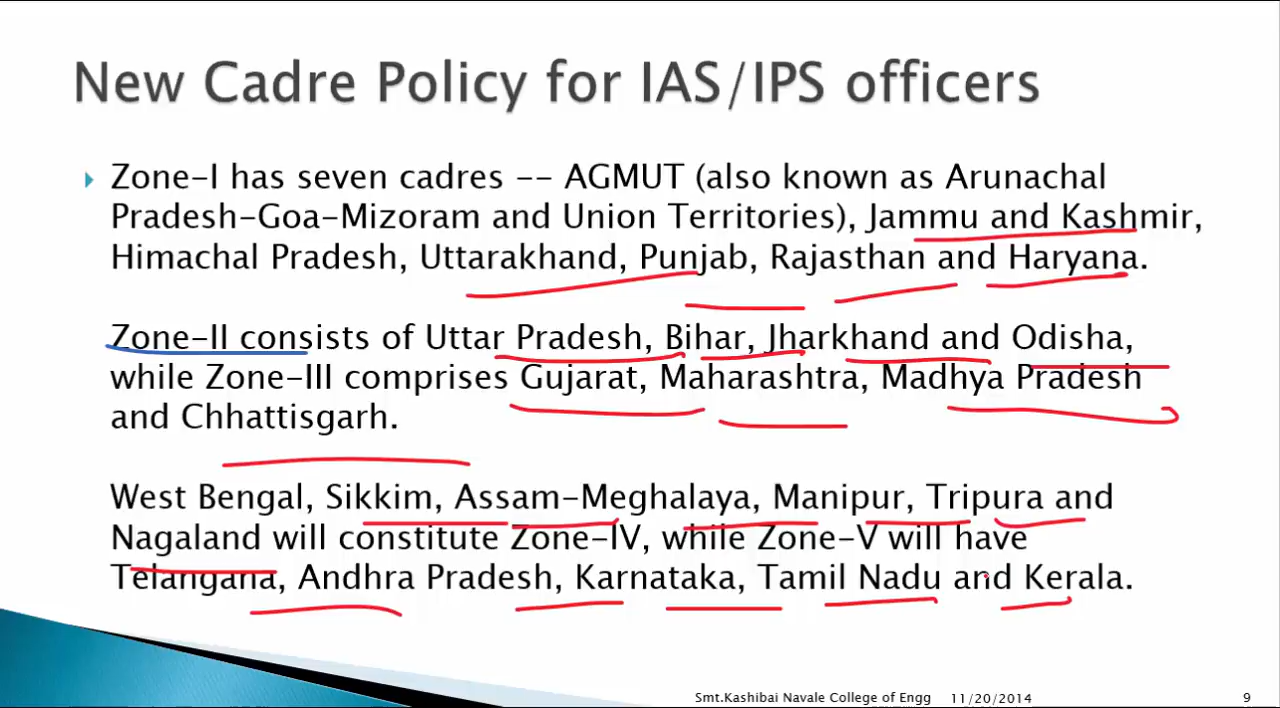 New Cadre Policy for IAS/IPS officers
Zone-I has seven cadres -- AGMUT (also known as Arunachal
Pradesh-Goa-Mizoram and Union Territories), Jammu and Kashmir,
Himachal Pradesh, Uttarakhand, Punjab, Rajasthan and Haryana.
Zone-II consists of Uttar Pradesh, Bihar, Jharkhand and Odisha,
while Zone-III comprises Gujarat, Maharashtra, Madhya Pradesh
and Chhattisgarh.
West Bengal, Sikkim, Assam-Meghalaya, Manipur, Tripura and
Nagaland will constitute Zone-IV, while Zone-V will have
Telangana, Andhra Pradesh, Karnataka, Tamil Nadu and Kerala.
Smt.Kashibai Navale College of Engg 11/20/2014 9